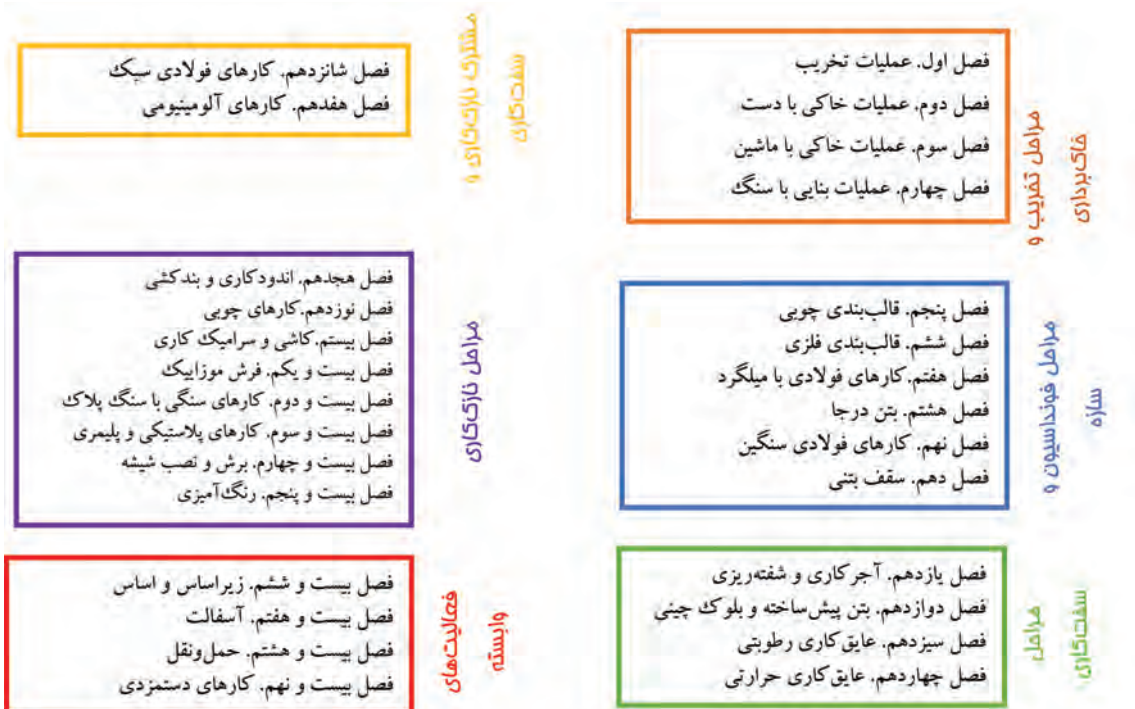 مراحل تخریب و
خاکبرداری
فصل اول. عملیات تخریب
فصل دوم. عملیات خاکی با دست
فصل سوم. عملیات خاکی با ماشین
فصل چهارم. عملیات بنایی با سنگ
مراحل فونداسیون و
سازه
فصل پنجم. قالب‌بندی چوبی
فصل ششم. قالب‌بندی فلزی
فصل هفتم. کارهای فولادی با میلگرد
فصل هشتم. بتن درجا
فصل نهم. کارهای فولادی سنگین
فصل دهم. سقف بتنی
مراحل
سفت‌کاری
فصل یازدهم. آجرکاری و شفته‌ریزی
فصل دوازدهم. بتن پیش‌ساخته و بلوک چینی
فصل سیزدهم. عایق‌کاری رطوبتی
فصل چهاردهم. عایق‌کاری حرارتی
مشترک نازک‌کاری و
سفت‌کاری
فصل شانزدهم. کارهای فولادی سبک
فصل هفدهم. کارهای آلومینیومی
مراحل نازک‌کاری
فصل هجدهم. اندودکاری و بندکشی
فصل نوزدهم. کارهای چوبی
فصل بیستم. کاشی و سرامیک کاری
فصل بیست و یکم. فرش موزاییک
فصل بیست و دوم. کارهای سنگی با سنگ پلاک
فصل بیست و سوم. کارهای پلاستیکی و پلیمری
فصل بیست و چهارم. برش و نصب شیشه
فصل بیست و پنجم. رنگ‌آمیزی
فعالیت‌های
وابسته
فصل بیست و ششم. زیراساس و اساس
فصل بیست و هفتم. آسفالت
فصل بیست و هشتم. حمل‌ونقل
فصل بیست و نهم. کارهای دستمزدی